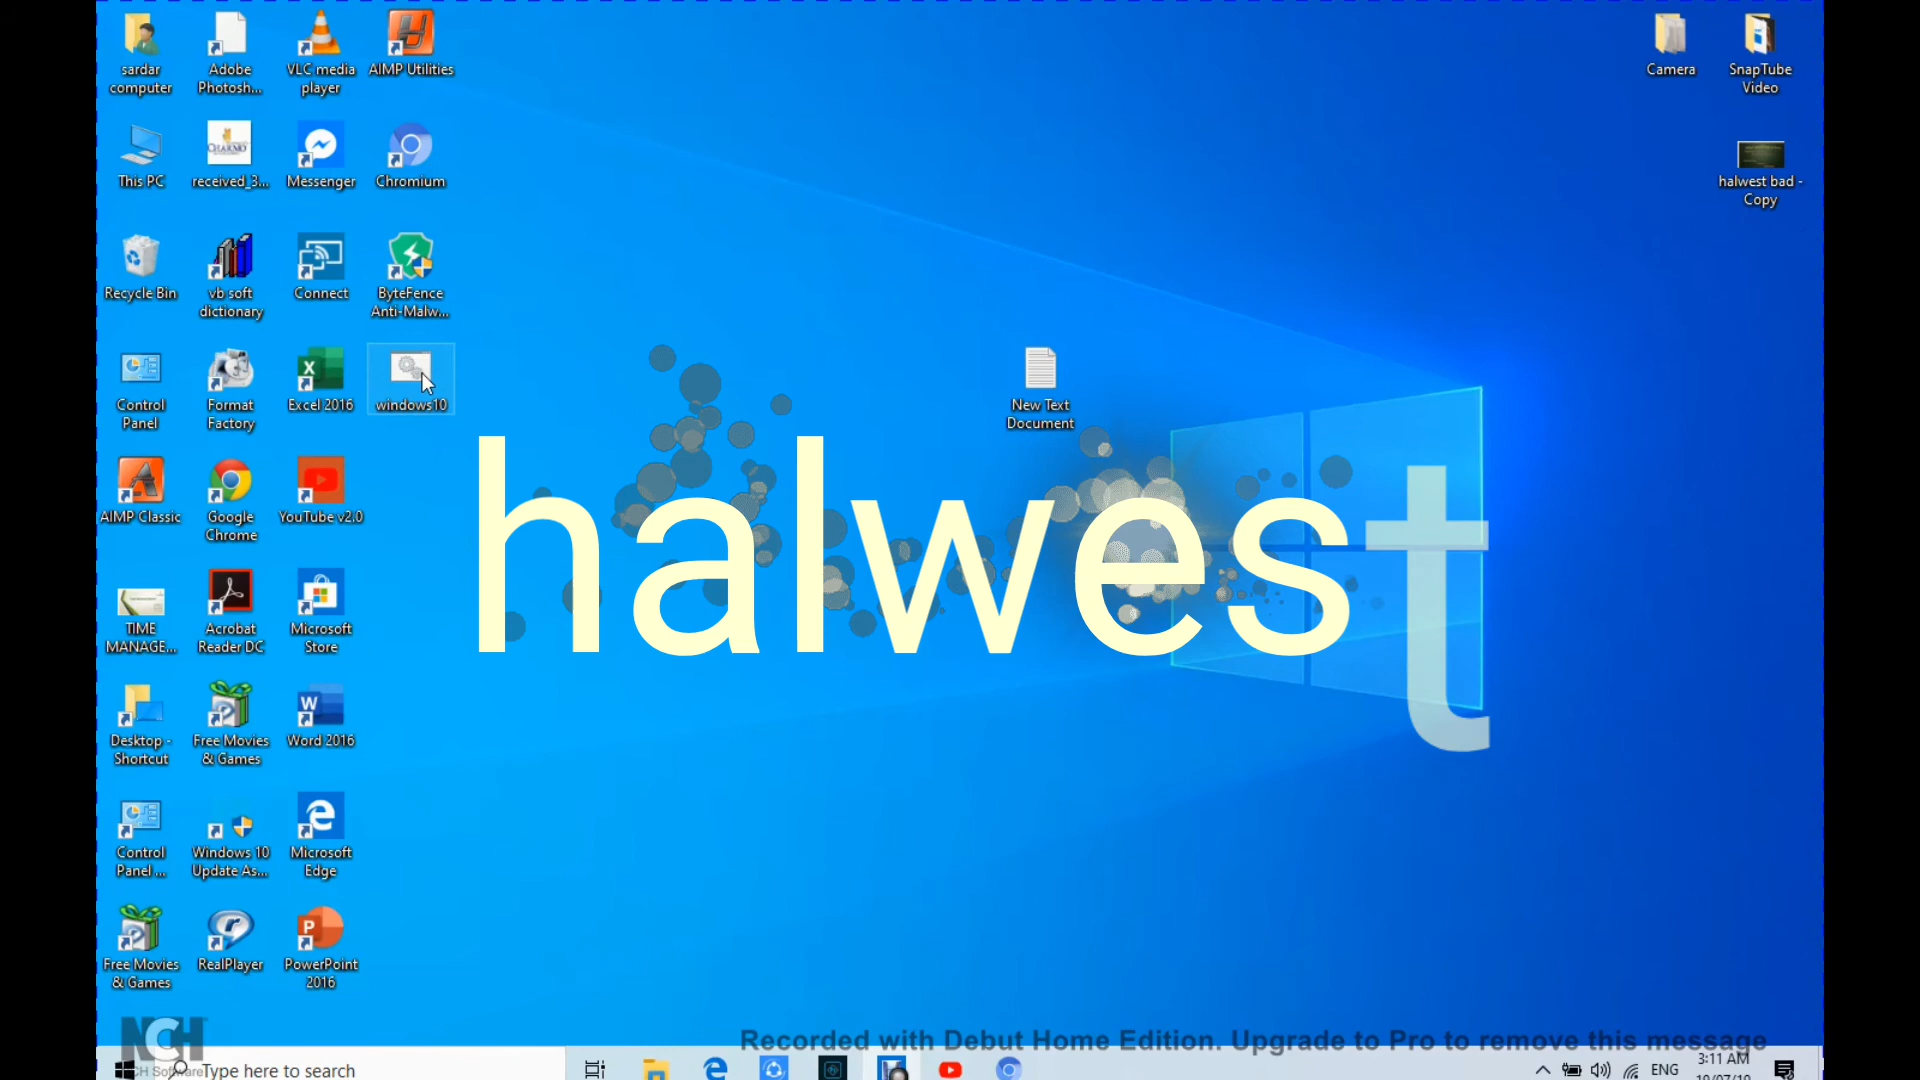 sardar
computer
Adobe
Photosh...
VLC media
player
AIMP Utilities
Camera
SnapTube
Video
This PC
received_3...
Messenger
Chromium
halwest bad -
Copy
Recycle Bin
vb soft
dictionary
Connect
ByteFence
Anti-Malw...
Control
Panel
Format
Factory
Excel 2016
windows10
New Text
Document
halwest
AIMP Classic
Google
Chrome
YouTube v2.0
TIME
MANAGE...
Acrobat
Reader DC
Microsoft
Store
Desktop -
Shortcut
Free Movies
& Games
Word 2016
Control
Panel ...
Windows 10
Update As...
Microsoft
Edge
Free Movies
& Games
RealPlayer
PowerPoint
2016
NCH
Recorded with Debut Home Edition. Upgrade to Pro to remove this message
Type here to search
ENG
3:11 AM